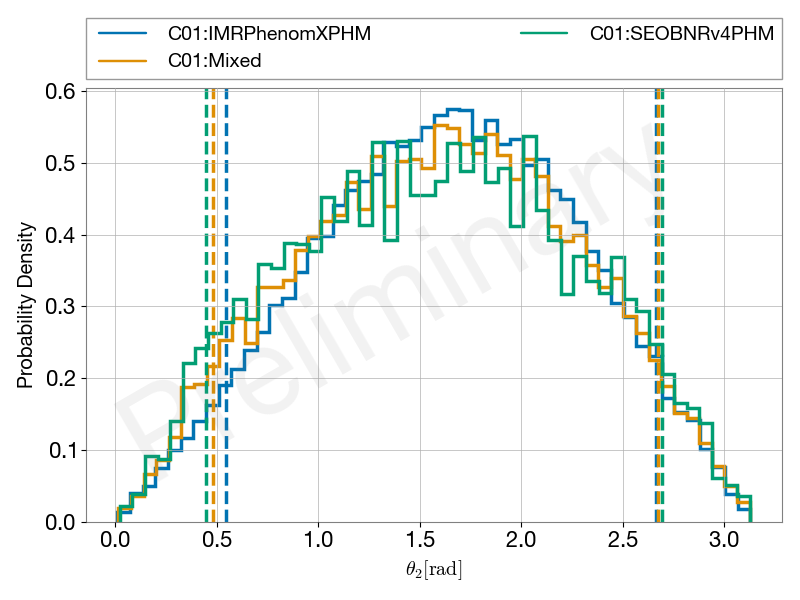 C01:IMRPhenomXPHM
C01:Mixed
C01:SEOBNRv4PHM
Preliminary
Probability Density
0.6
0.5
0.4
0.3
0.2
0.1
0.0
0.0 0.5 1.0 1.5 2.0 2.5 3.0
θ₂[rad]